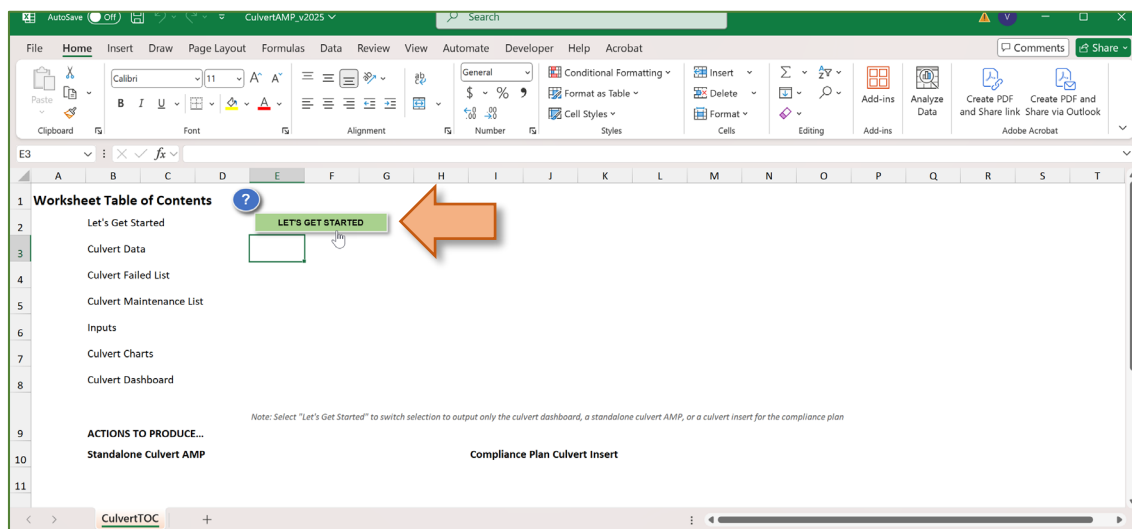 AutoSave Off CulvertAMP_v2025 Search V
File Home Insert Draw Page Layout Formulas Data Review View Automate Developer Help Acrobat Comments Share
Paste Calibri 11 A^ A˅ ab General Conditional Formatting Insert Σ Add-ins Analyze Data Create PDF and Share link Create PDF and Share via Outlook
B I U A $ % 9 Format as Table Delete
.00 .00 Cell Styles Format
Clipboard Font Alignment Number Styles Cells Editing Add-ins Adobe Acrobat
E3 fx
A B C D E F G H I J K L M N O P Q R S T
1 Worksheet Table of Contents ?
2 Let's Get Started LET'S GET STARTED
3 Culvert Data
4 Culvert Failed List
5 Culvert Maintenance List
6 Inputs
7 Culvert Charts
8 Culvert Dashboard
Note: Select "Let's Get Started" to switch selection to output only the culvert dashboard, a standalone culvert AMP, or a culvert insert for the compliance plan
9 ACTIONS TO PRODUCE...
10 Standalone Culvert AMP Compliance Plan Culvert Insert
11
CulvertTOC +